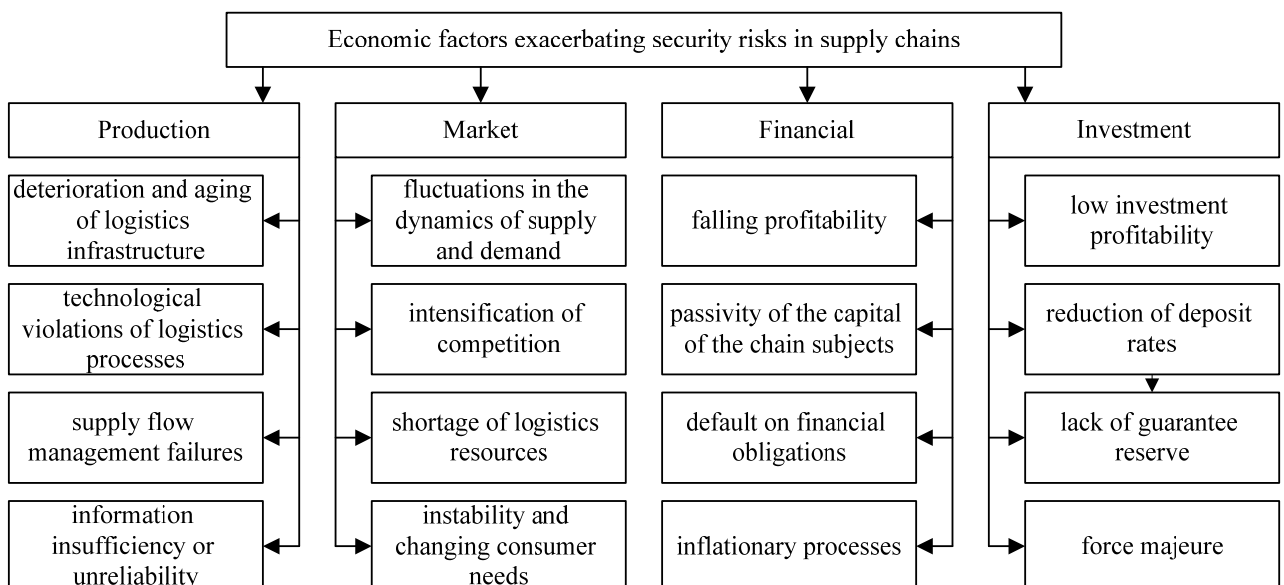 Economic factors exacerbating security risks in supply chains
Production
Market
Financial
Investment
deterioration and aging
of logistics
infrastructure
fluctuations in the
dynamics of supply
and demand
falling profitability
low investment
profitability
technological
violations of logistics
processes
intensification of
competition
passivity of the capital
of the chain subjects
reduction of deposit
rates
supply flow
management failures
shortage of logistics
resources
default on financial
obligations
lack of guarantee
reserve
information
insufficiency or
unreliability
instability and
changing consumer
needs
inflationary processes
force majeure